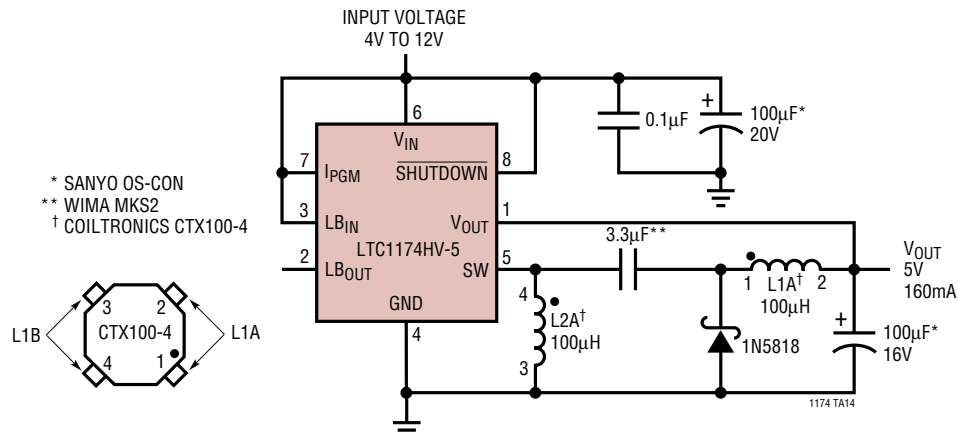 INPUT VOLTAGE
4V TO 12V
6
VIN
7
IPGM
SHUTDOWN
8
3
LBIN
VOUT
1
LTC1174HV-5
2
LBOUT
SW
5
GND
4
0.1µF
+
100µF*
20V
* SANYO OS-CON
** WIMA MKS2
† COILTRONICS CTX100-4
3.3µF**
1
L1A†
2
100µH
VOUT
5V
160mA
4
L2A†
100µH
3
1N5818
+
100µF*
16V
L1B
3
2
CTX100-4
4
1
L1A
1174 TA14